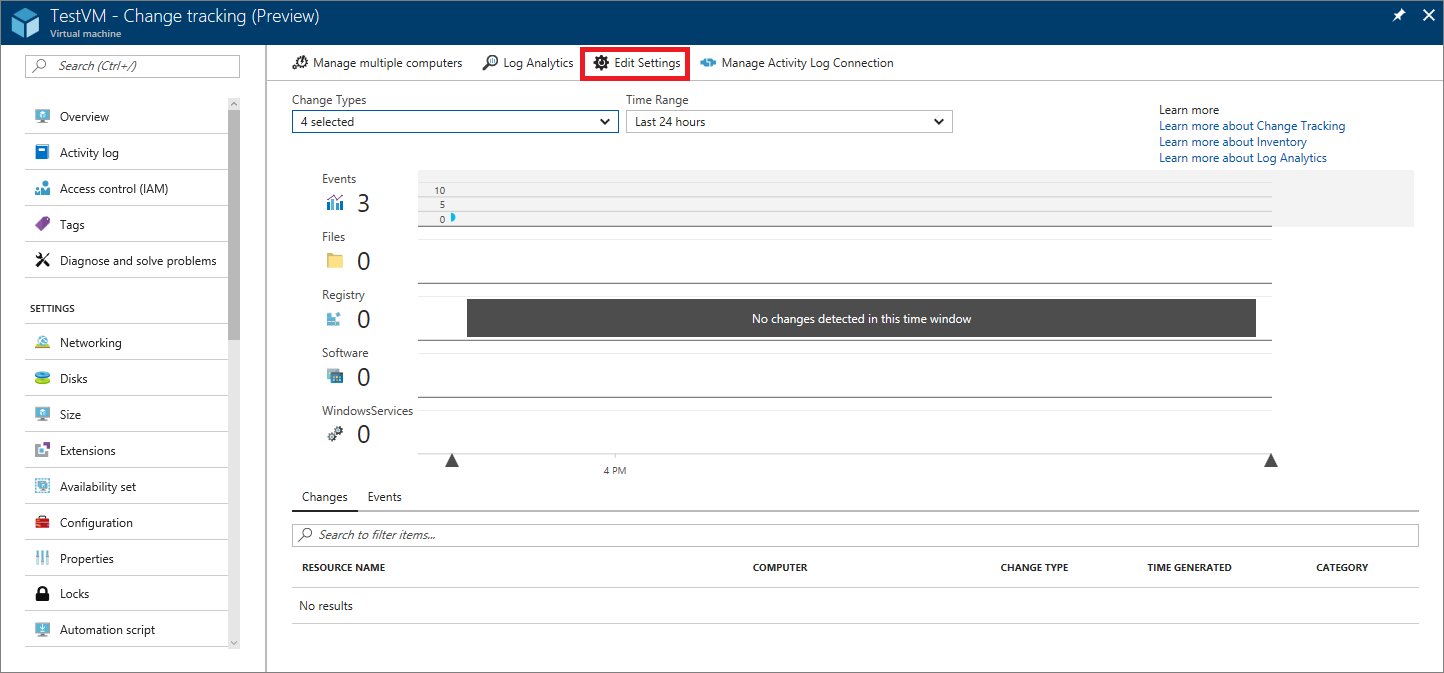 TestVM - Change tracking (Preview)
Virtual machine
Search (Ctrl+/)
Overview
Activity log
Access control (IAM)
Tags
Diagnose and solve problems
SETTINGS
Networking
Disks
Size
Extensions
Availability set
Configuration
Properties
Locks
Automation script
Manage multiple computers Log Analytics Edit Settings Manage Activity Log Connection
Change Types Time Range
4 selected Last 24 hours
Learn more
Learn more about Change Tracking
Learn more about Inventory
Learn more about Log Analytics
Events
3
10
5
0
Files
0
Registry
0
No changes detected in this time window
Software
0
WindowsServices
0
4 PM
Changes Events
Search to filter items...
RESOURCE NAME COMPUTER CHANGE TYPE TIME GENERATED CATEGORY
No results